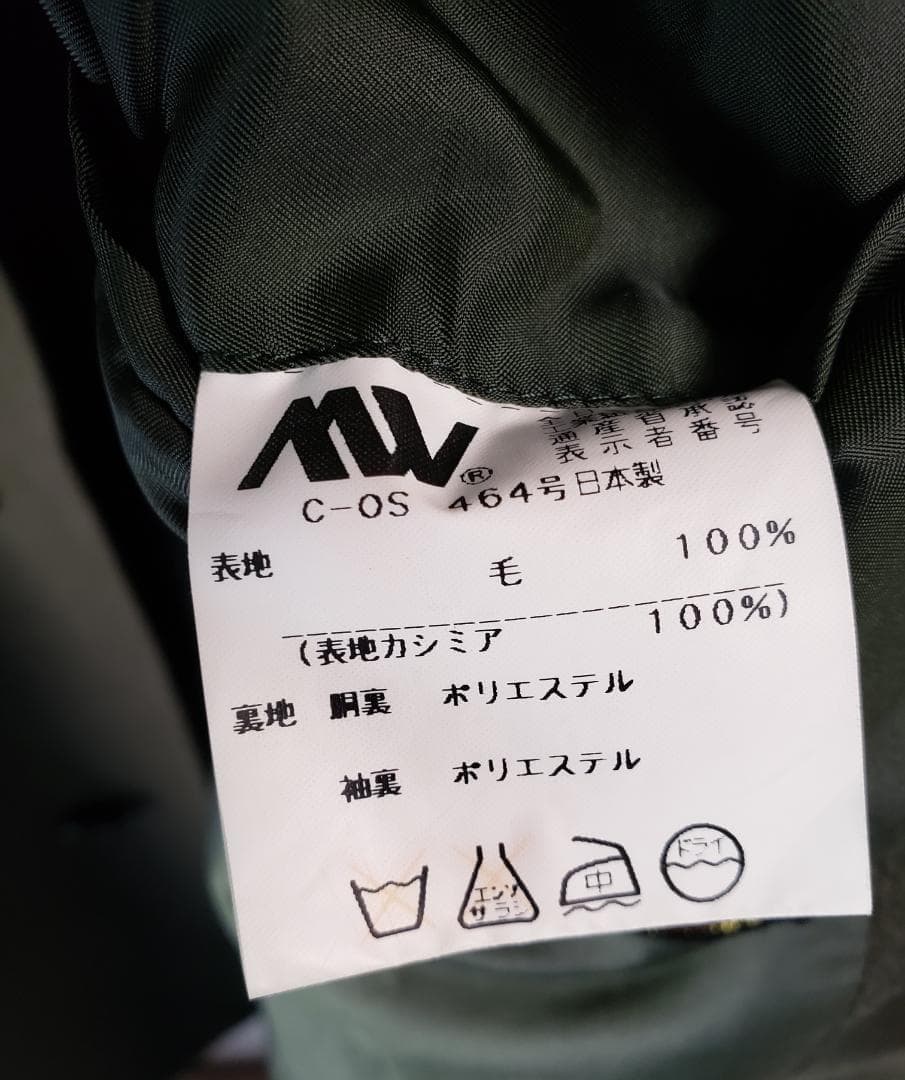 MW®
通産省承認
表示者番号
C-OS 464号 日本製
表地 毛 100%
(表地カシミア 100%)
裏地 胴裏 ポリエステル
袖裏 ポリエステル
エンソ
サラシ
中
ドライ